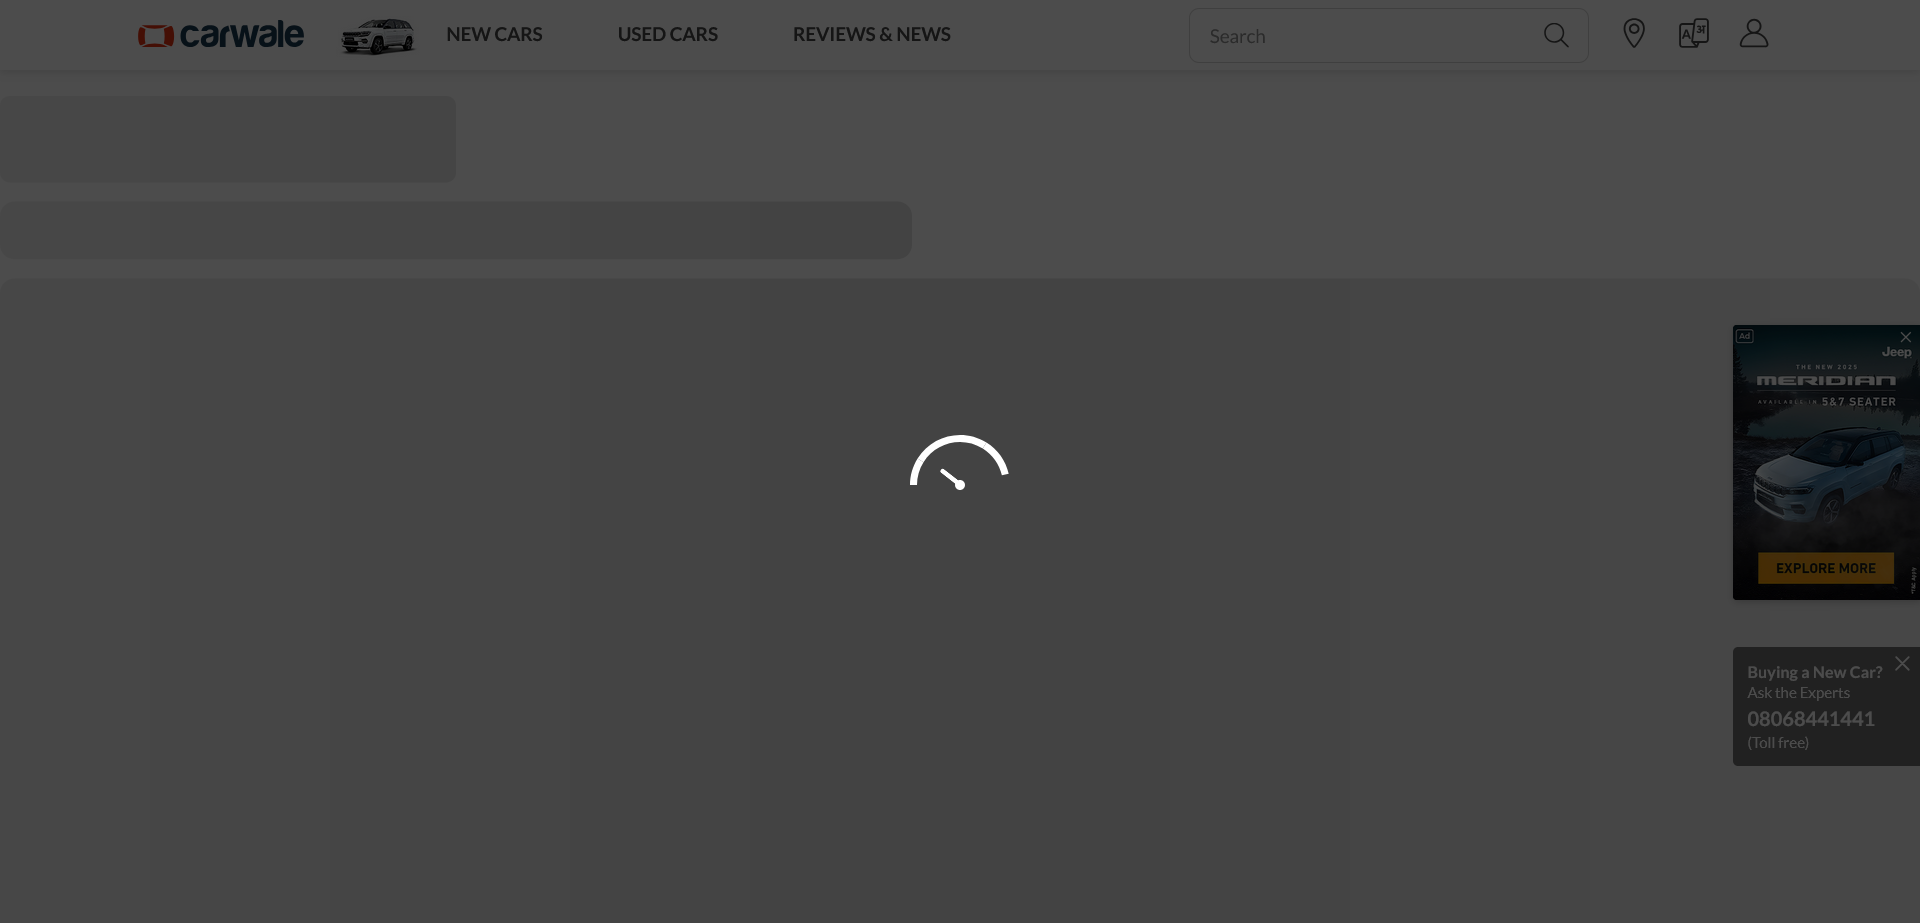 carwale
NEW CARS
USED CARS
REVIEWS & NEWS
Search
A अ
Ad
Jeep
THE NEW 2025
MERIDIAN
AVAILABLE IN 5&7 SEATER
EXPLORE MORE
*T&C Apply
Buying a New Car?
Ask the Experts
08068441441
(Toll free)